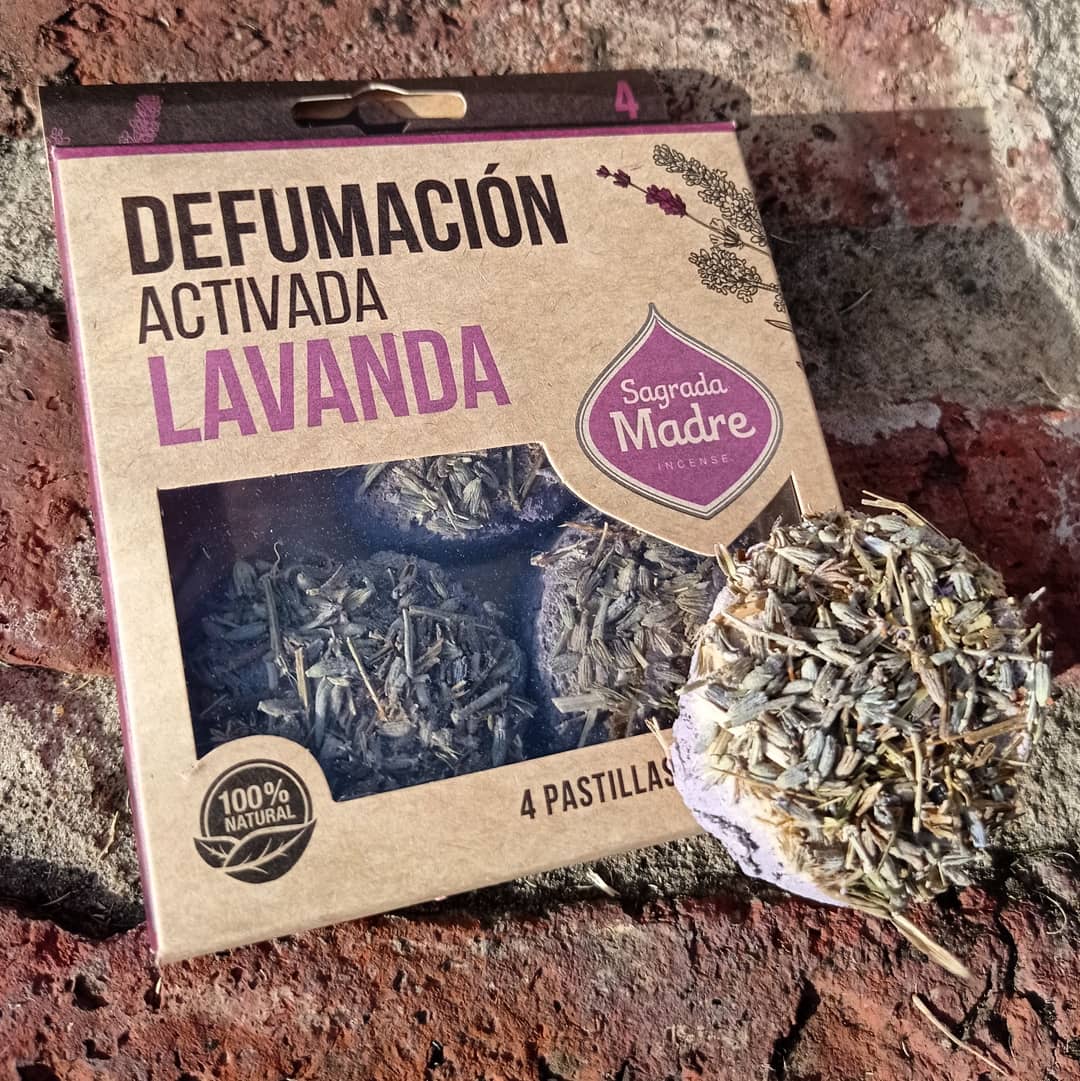 4
DEFUMACIÓN
ACTIVADA
LAVANDA
Sagrada
Madre
INCENSE
100%
NATURAL
4 PASTILLAS